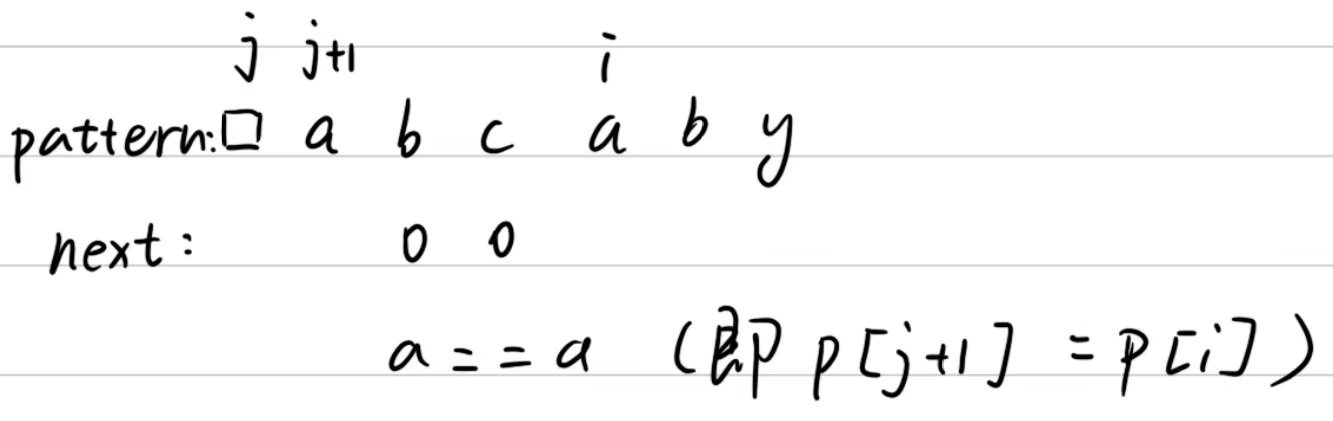 j j+1 i
pattern:□ a b c a b y
next: 0 0
a==a (即 p[j+1] =p[i])